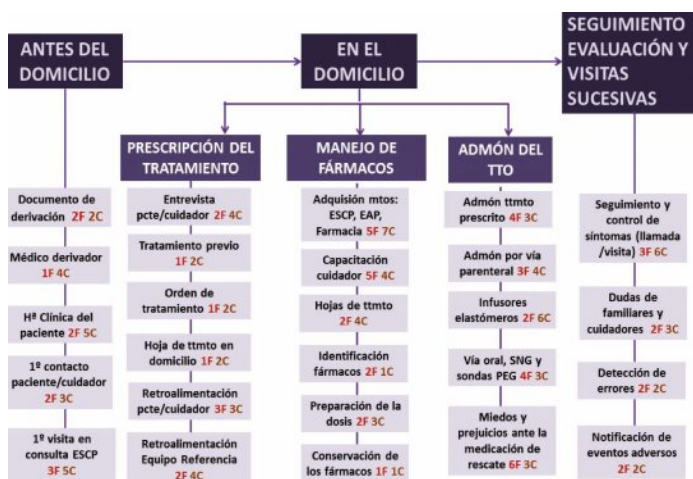 ANTES DEL
DOMICILIO
EN EL
DOMICILIO
SEGUIMIENTO
EVALUACIÓN Y
VISITAS
SUCESIVAS
PRESCRIPCIÓN DEL
TRATAMIENTO
MANEJO DE
FÁRMACOS
ADMÓN DEL
TTO
Documento de
derivación 2F 2C
Médico derivador
1F 4C
Hª Clínica del
paciente 2F 5C
1º contacto
paciente/cuidador
2F 3C
1º visita en
consulta ESCP
3F 5C
Entrevista
pcte/cuidador 2F 4C
Tratamiento previo
1F 2C
Orden de
tratamiento 1F 2C
Hoja de ttmto en
domicilio 1F 2C
Retroalimentación
pcte/cuidador 3F 3C
Retroalimentación
Equipo Referencia
2F 4C
Adquisión mtos:
ESCP, EAP,
Farmacia 5F 7C
Capacitación
cuidador 5F 4C
Hojas de ttmto
2F 4C
Identificación
fármacos 2F 1C
Preparación de la
dosis 2F 3C
Conservación de
los fármacos 1F 1C
Admón ttmto
prescrito 4F 3C
Admón por vía
parenteral 3F 4C
Infusores
elastómeros 2F 6C
Vía oral, SNG y
sondas PEG 4F 3C
Miedos y
prejuicios ante la
medicación de
rescate 6F 3C
Seguimiento y
control de
síntomas (llamada
/visita) 3F 6C
Dudas de
familiares y
cuidadores 2F 3C
Detección de
errores 2F 2C
Notificación de
eventos adversos
2F 2C